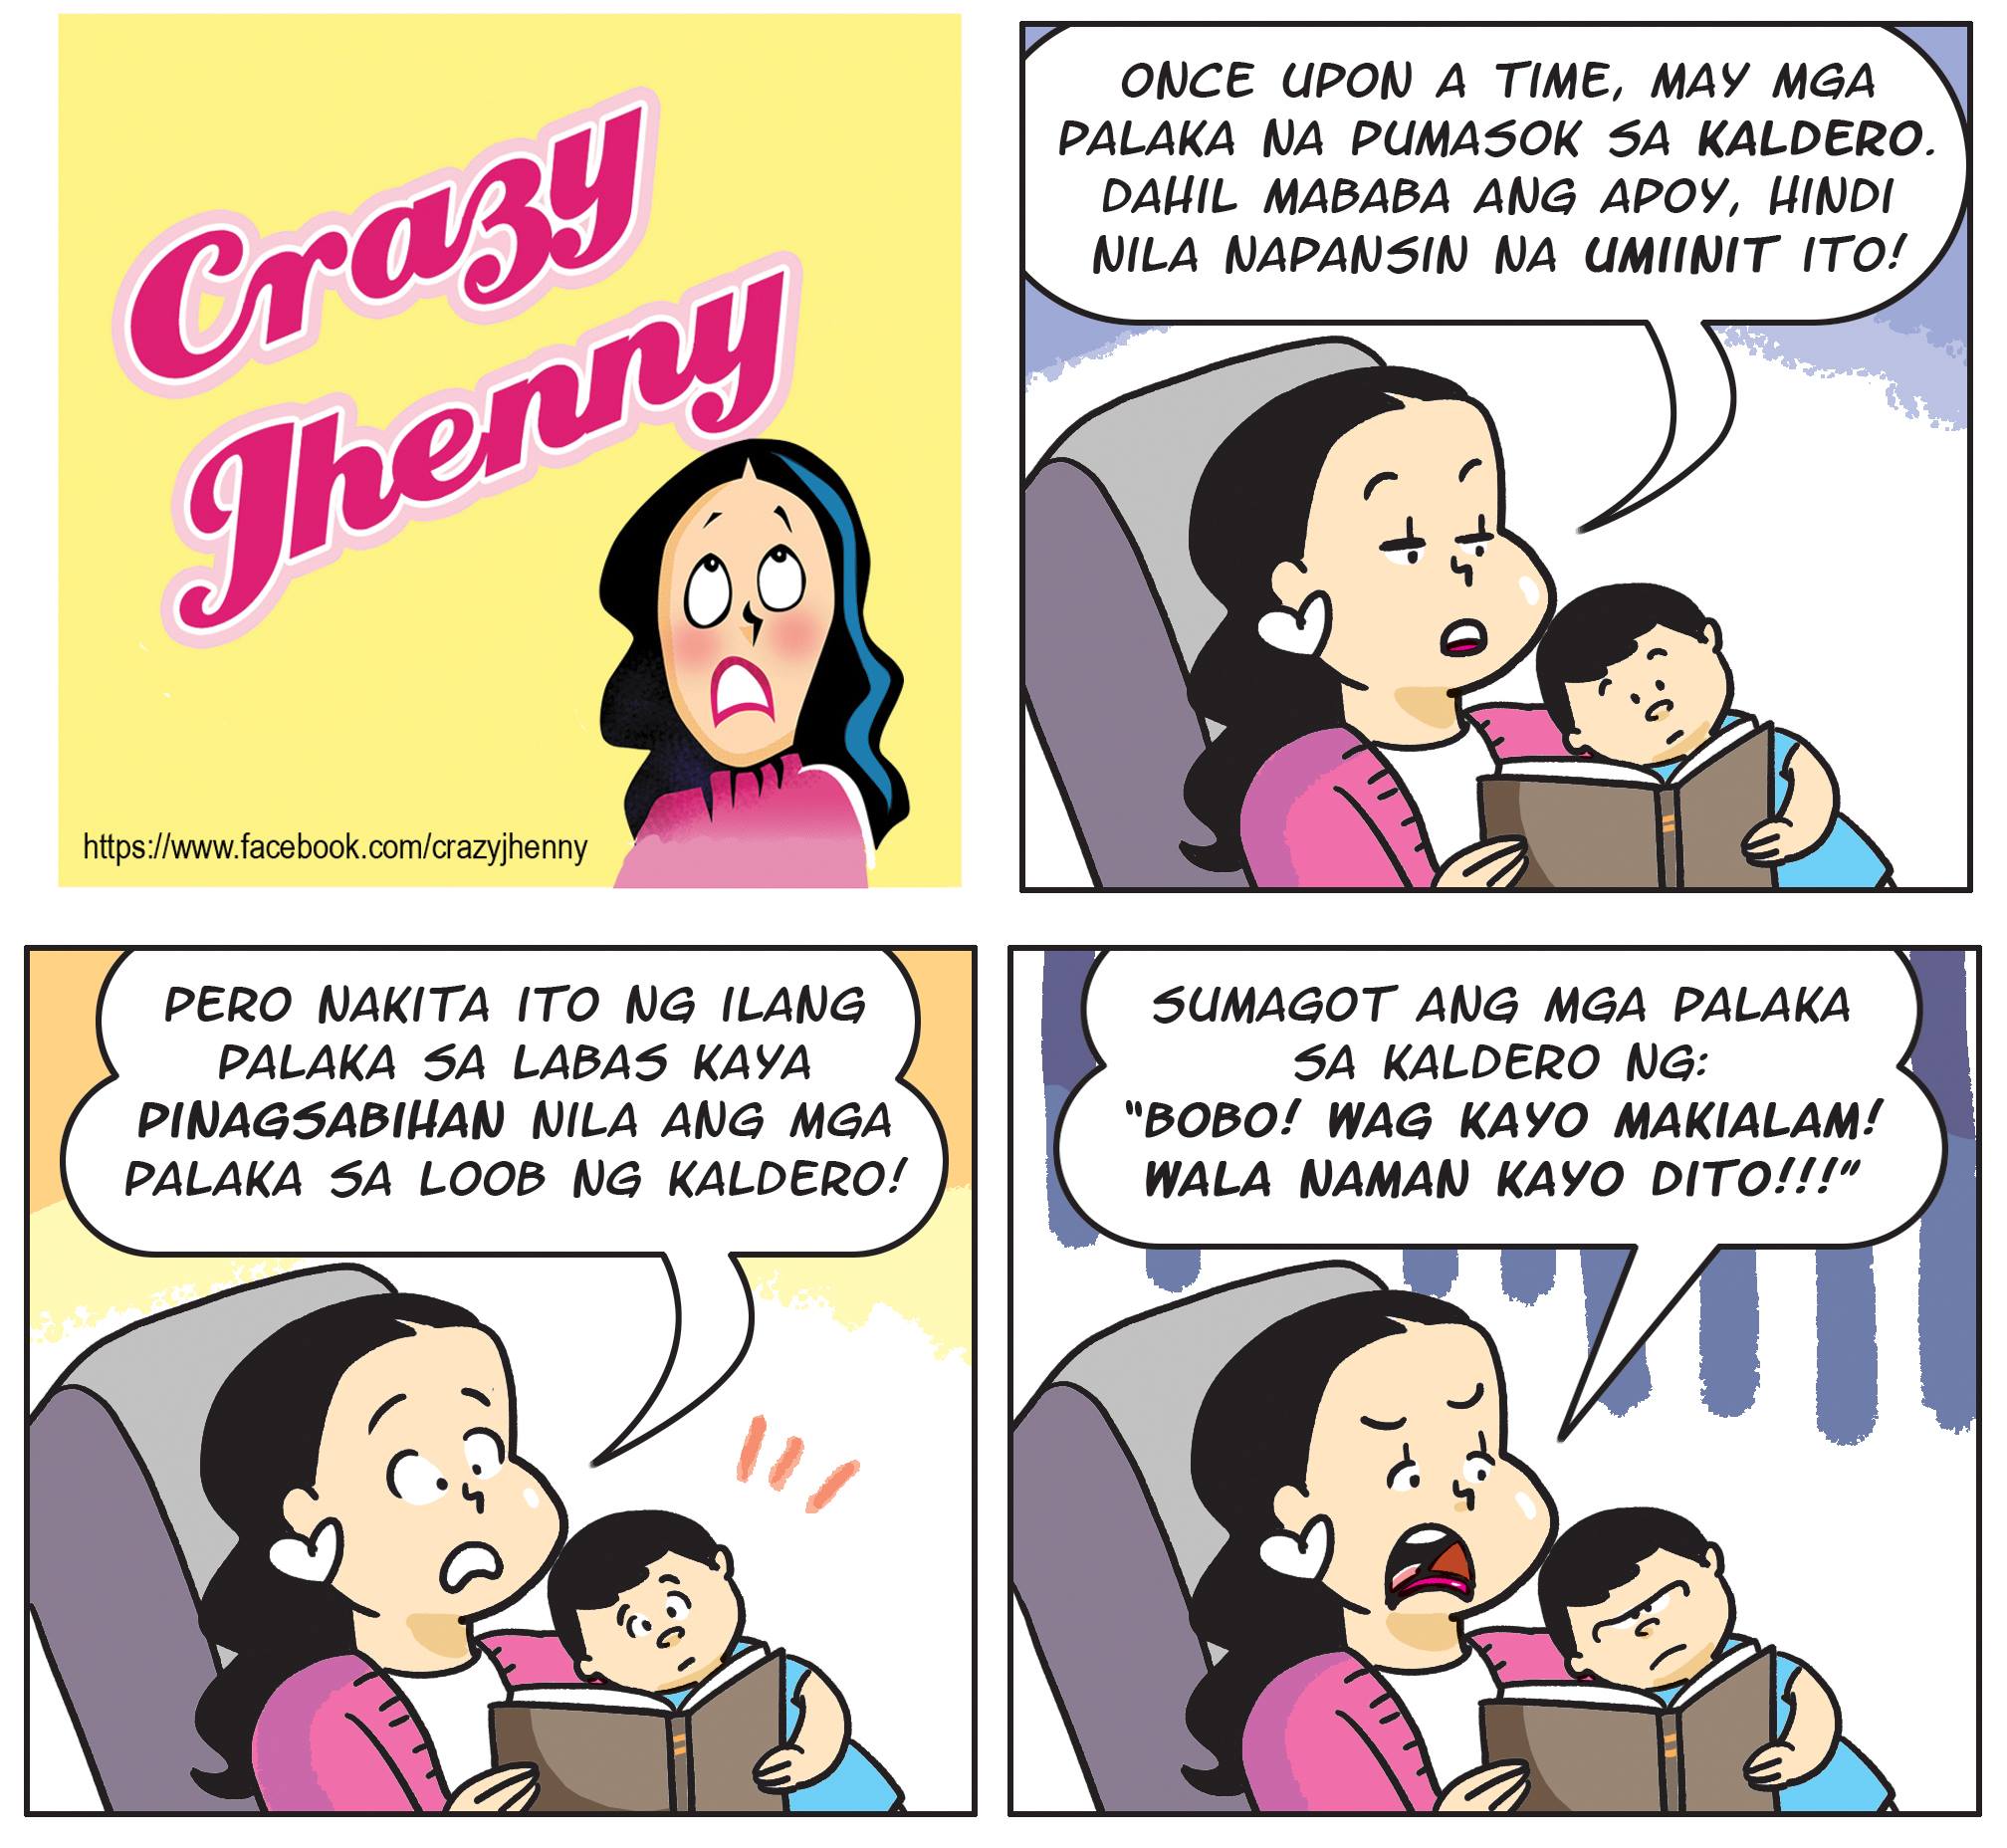 Crazy
Jhenny
https://www.facebook.com/crazyjhenny
ONCE UPON A TIME, MAY MGA
PALAKA NA PUMASOK SA KALDERO.
DAHIL MABABA ANG APOY, HINDI
NILA NAPANSIN NA UMIINIT ITO!
PERO NAKITA ITO NG ILANG
PALAKA SA LABAS KAYA
PINAGSABIHAN NILA ANG MGA
PALAKA SA LOOB NG KALDERO!
SUMAGOT ANG MGA PALAKA
SA KALDERO NG:
"BOBO! WAG KAYO MAKIALAM!
WALA NAMAN KAYO DITO!!!"